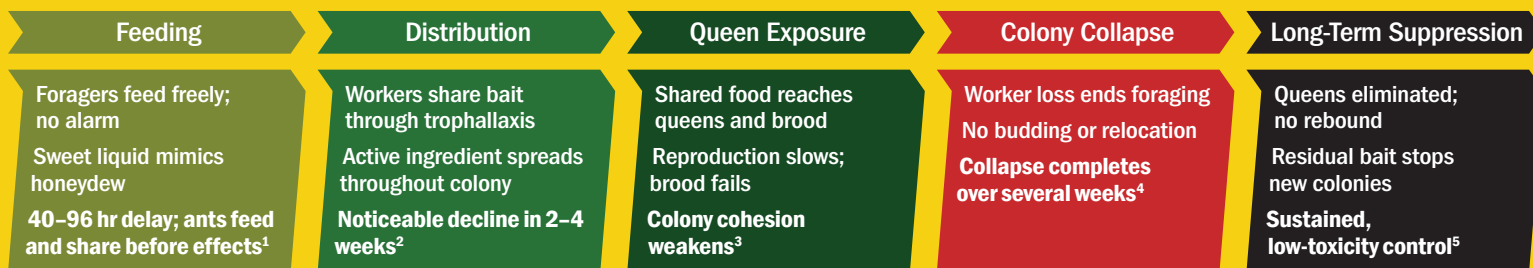 Feeding
Foragers feed freely;
no alarm
Sweet liquid mimics
honeydew
40–96 hr delay; ants feed
and share before effects¹
Distribution
Workers share bait
through trophallaxis
Active ingredient spreads
throughout colony
Noticeable decline in 2–4
weeks²
Queen Exposure
Shared food reaches
queens and brood
Reproduction slows;
brood fails
Colony cohesion
weakens³
Colony Collapse
Worker loss ends foraging
No budding or relocation
Collapse completes
over several weeks⁴
Long-Term Suppression
Queens eliminated;
no rebound
Residual bait stops
new colonies
Sustained,
low-toxicity control⁵